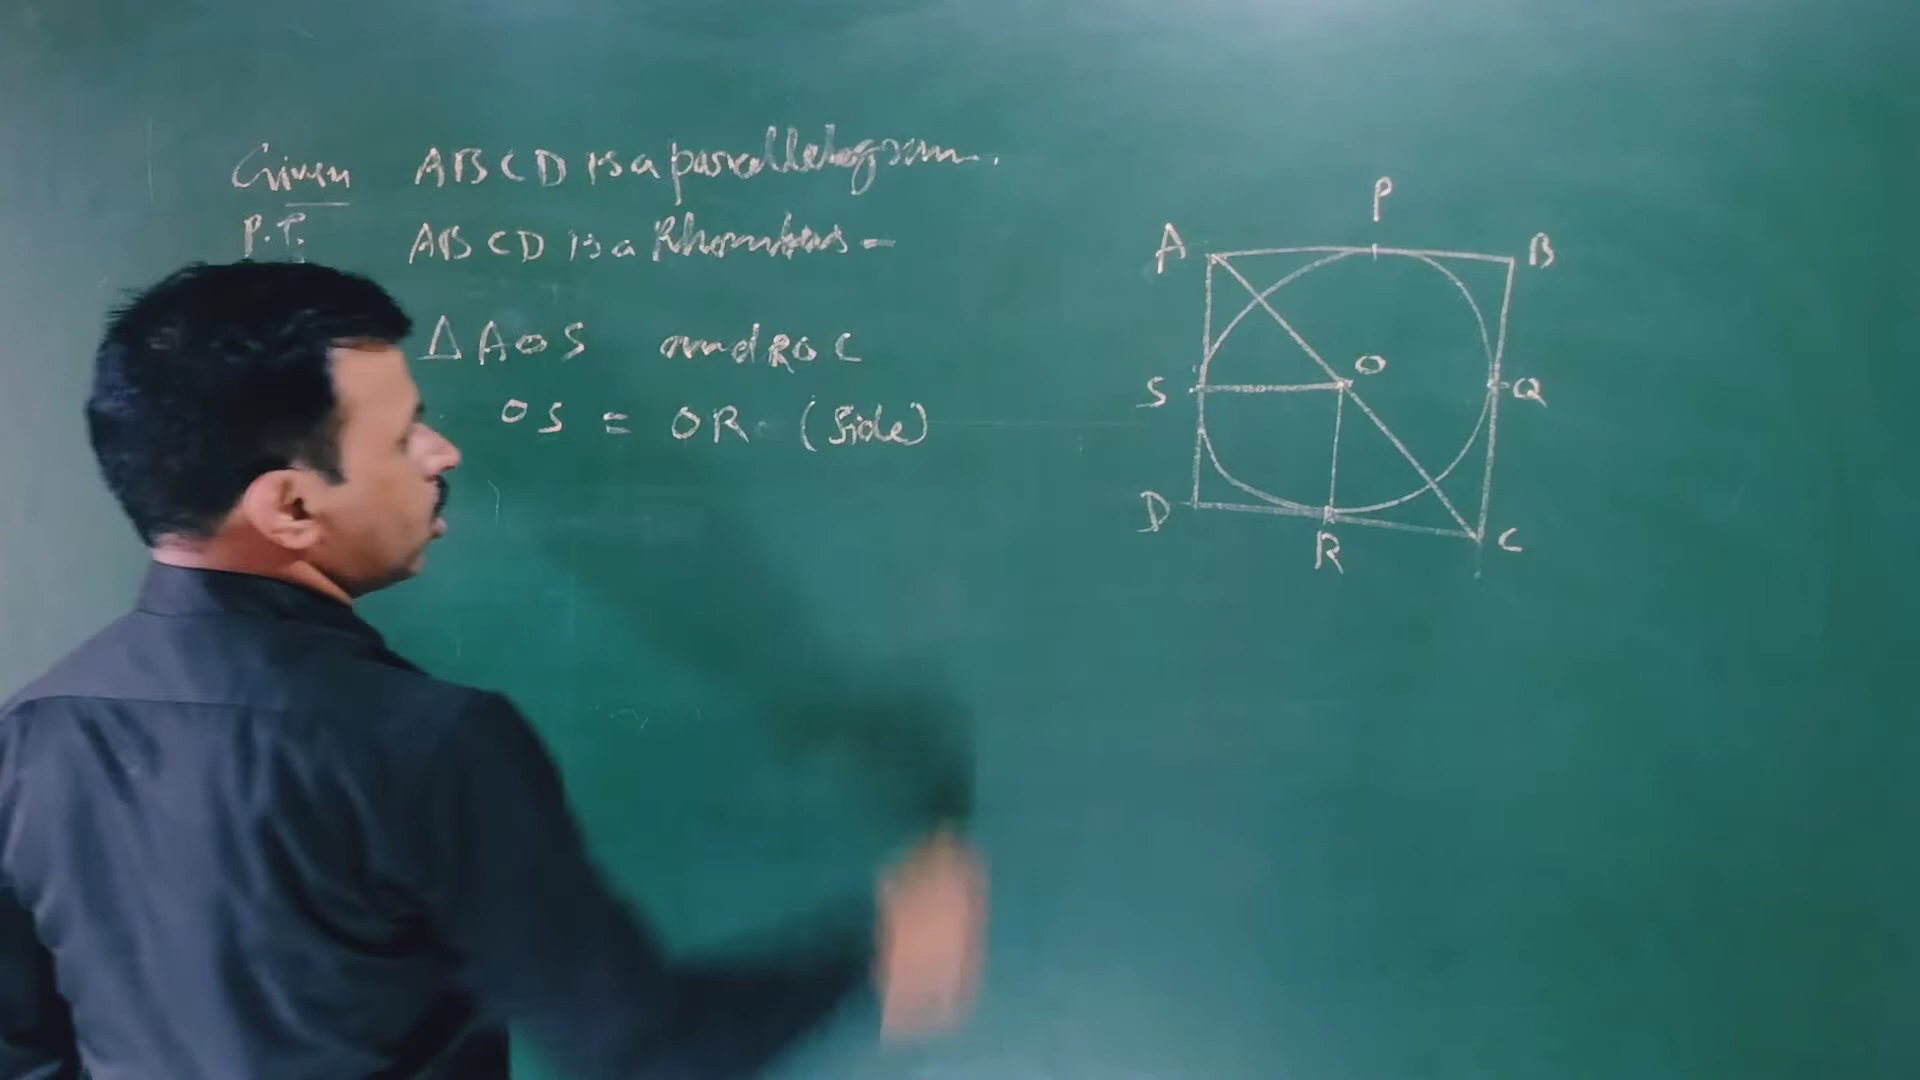 Given ABCD is a parallelogram.
P.T. ABCD is a Rhombus -
Δ AOS and ROC
OS = OR (Side)
P
A B
O
S Q
D C
R